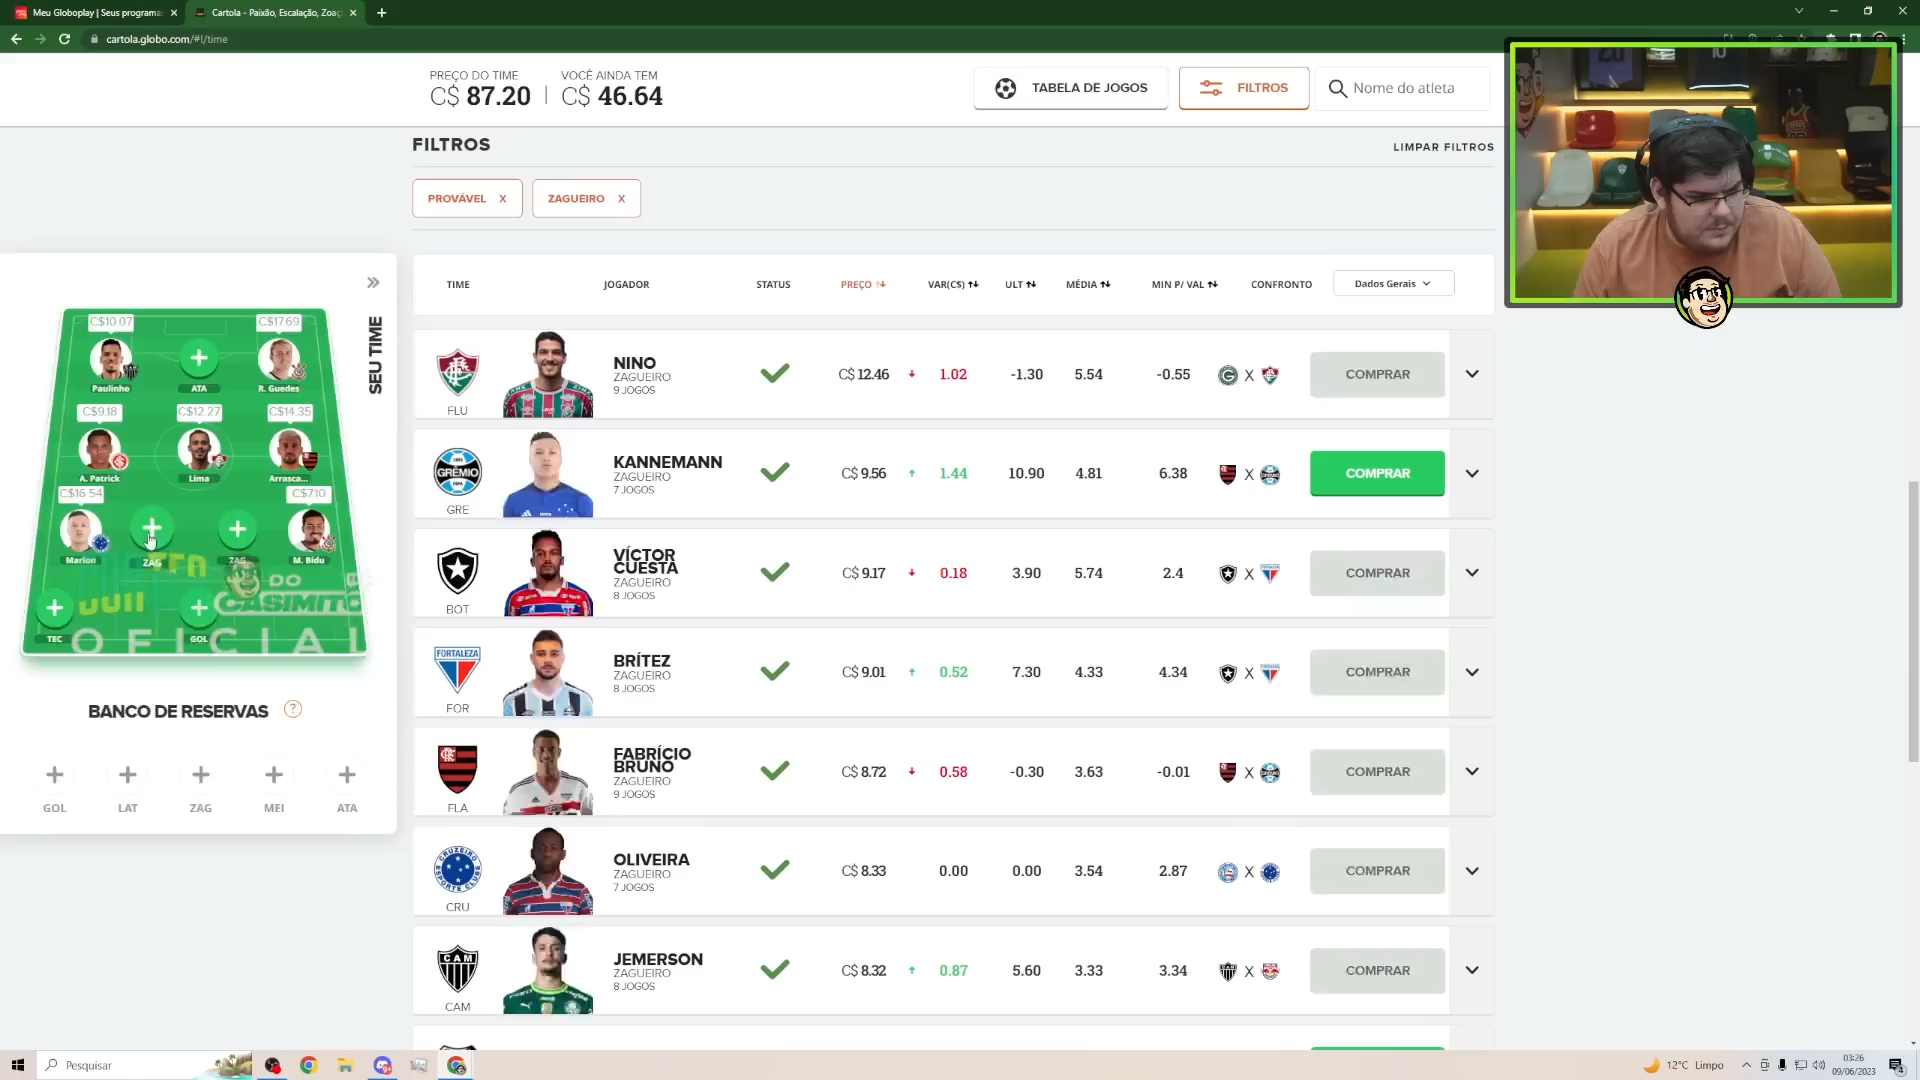 Meu Globoplay | Seus programa
Cartola - Paixão, Escalação, Zoaç
cartola.globo.com/#!/time
PREÇO DO TIME
C$ 87.20
VOCÊ AINDA TEM
C$ 46.64
TABELA DE JOGOS
FILTROS
Nome do atleta
FILTROS
LIMPAR FILTROS
PROVÁVEL X
ZAGUEIRO X
TIME
JOGADOR
STATUS
PREÇO
VAR(C$)
ULT
MÉDIA
MIN P/ VAL
CONFRONTO
Dados Gerais
SEU TIME
C$10.07
C$17.69
Paulinho
ATA
R. Guedes
C$9.18
C$12.27
C$14.35
A. Patrick
Lima
Arrasca...
C$16.54
C$7.10
Marlon
ZAG
ZAG
M. Bidu
DO
CASIMITO
TEC
GOL
OFICIAL
BANCO DE RESERVAS ?
GOL
LAT
ZAG
MEI
ATA
FLU
NINO
ZAGUEIRO
9 JOGOS
C$ 12.46
1.02
-1.30
5.54
-0.55
X
COMPRAR
GRÊMIO
GRE
KANNEMANN
ZAGUEIRO
7 JOGOS
C$ 9.56
1.44
10.90
4.81
6.38
X
COMPRAR
BOT
VÍCTOR
CUESTA
ZAGUEIRO
8 JOGOS
C$ 9.17
0.18
3.90
5.74
2.4
X
COMPRAR
FORTALEZA
FOR
BRÍTEZ
ZAGUEIRO
8 JOGOS
C$ 9.01
0.52
7.30
4.33
4.34
X
COMPRAR
FLA
FABRÍCIO
BRUNO
ZAGUEIRO
9 JOGOS
C$ 8.72
0.58
-0.30
3.63
-0.01
X
COMPRAR
CRU
OLIVEIRA
ZAGUEIRO
7 JOGOS
C$ 8.33
0.00
0.00
3.54
2.87
X
COMPRAR
CAM
CAM
JEMERSON
ZAGUEIRO
8 JOGOS
C$ 8.32
0.87
5.60
3.33
3.34
X
COMPRAR
Pesquisar
12°C Limpo
03:26
09/06/2023